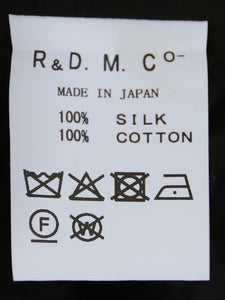 R & D. M. Co-
MADE IN JAPAN
100% SILK
100% COTTON
F W